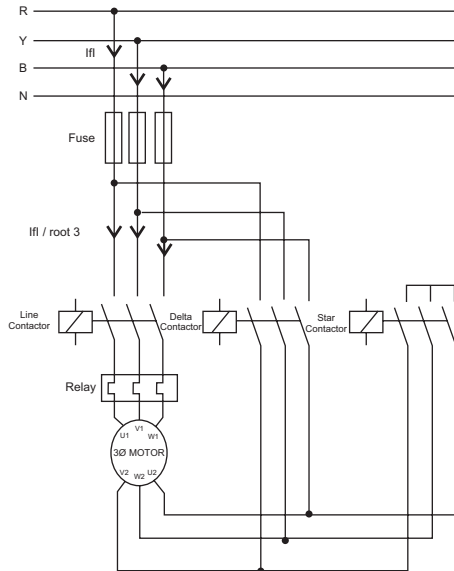 R
Y
Ifl
B
N
Fuse
Ifl / root 3
Line
Contactor
Delta
Contactor
Star
Contactor
Relay
U1 V1 W1
3Ø MOTOR
V2 W2 U2